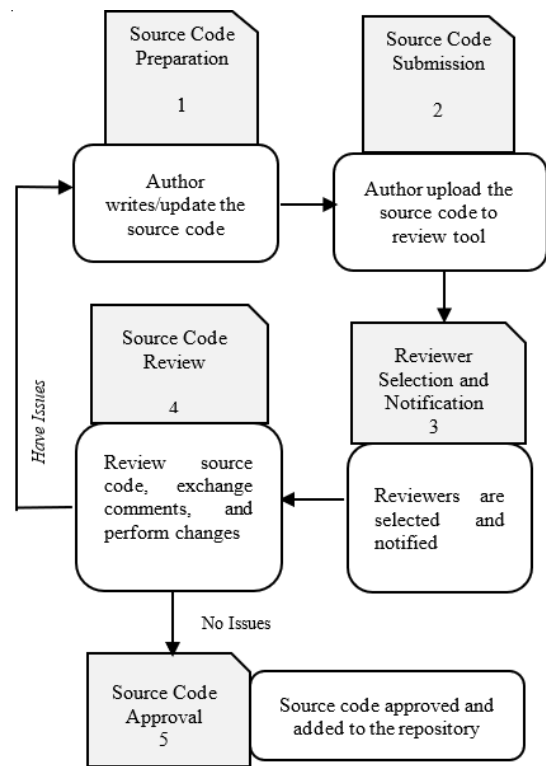 Source Code
Preparation
1
Author
writes/update the
source code
Source Code
Submission
2
Author upload the
source code to
review tool
Reviewer
Selection and
Notification
3
Reviewers are
selected and
notified
Source Code
Review
4
Review source
code, exchange
comments, and
perform changes
Have Issues
No Issues
Source Code
Approval
5
Source code approved and
added to the repository